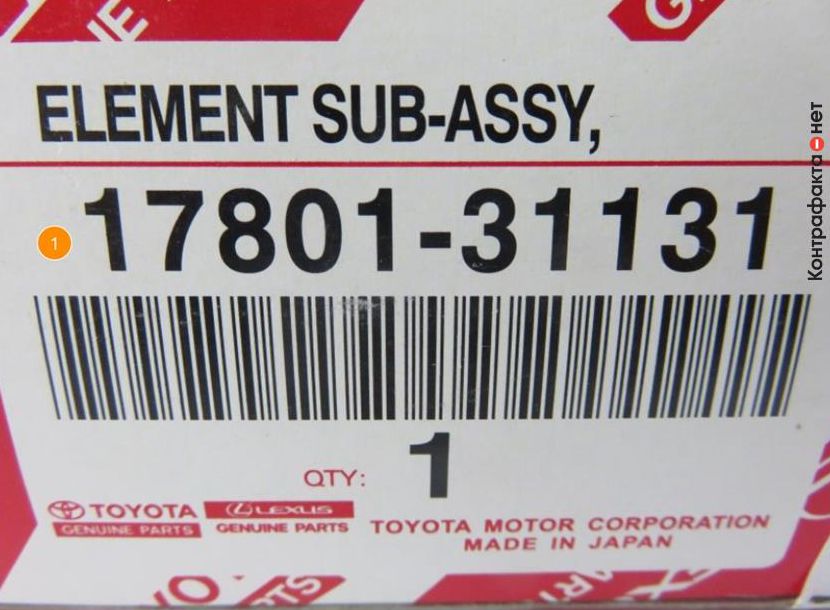 NE
G
ELEMENT SUB-ASSY,
1
17801-31131
QTY: 1
TOYOTA
GENUINE PARTS
LEXUS
GENUINE PARTS
TOYOTA MOTOR CORPORATION
MADE IN JAPAN
Контрафакта нет